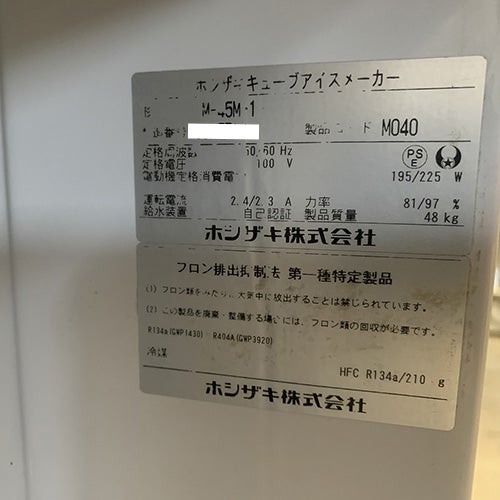 ホシザキキューブアイスメーカー
M-45M-1
製品コード M040
定格周波数 50/60 Hz
定格電圧 100 V
PS
E
電動機定格消費電 195/225 W
運転電流 2.4/2.3 A 力率 81/97 %
給水装置 自己認証 製品質量 48 kg
ホシザキ株式会社
フロン排出抑制法 第一種特定製品
(1) フロン類をみだりに大気中に放出することは禁じられています。
(2) この製品を廃棄・整備する場合には、フロン類の回収が必要です。
R134a(GWP1430) R404A(GWP3920)
冷媒 HFC R134a/210 g
ホシザキ株式会社